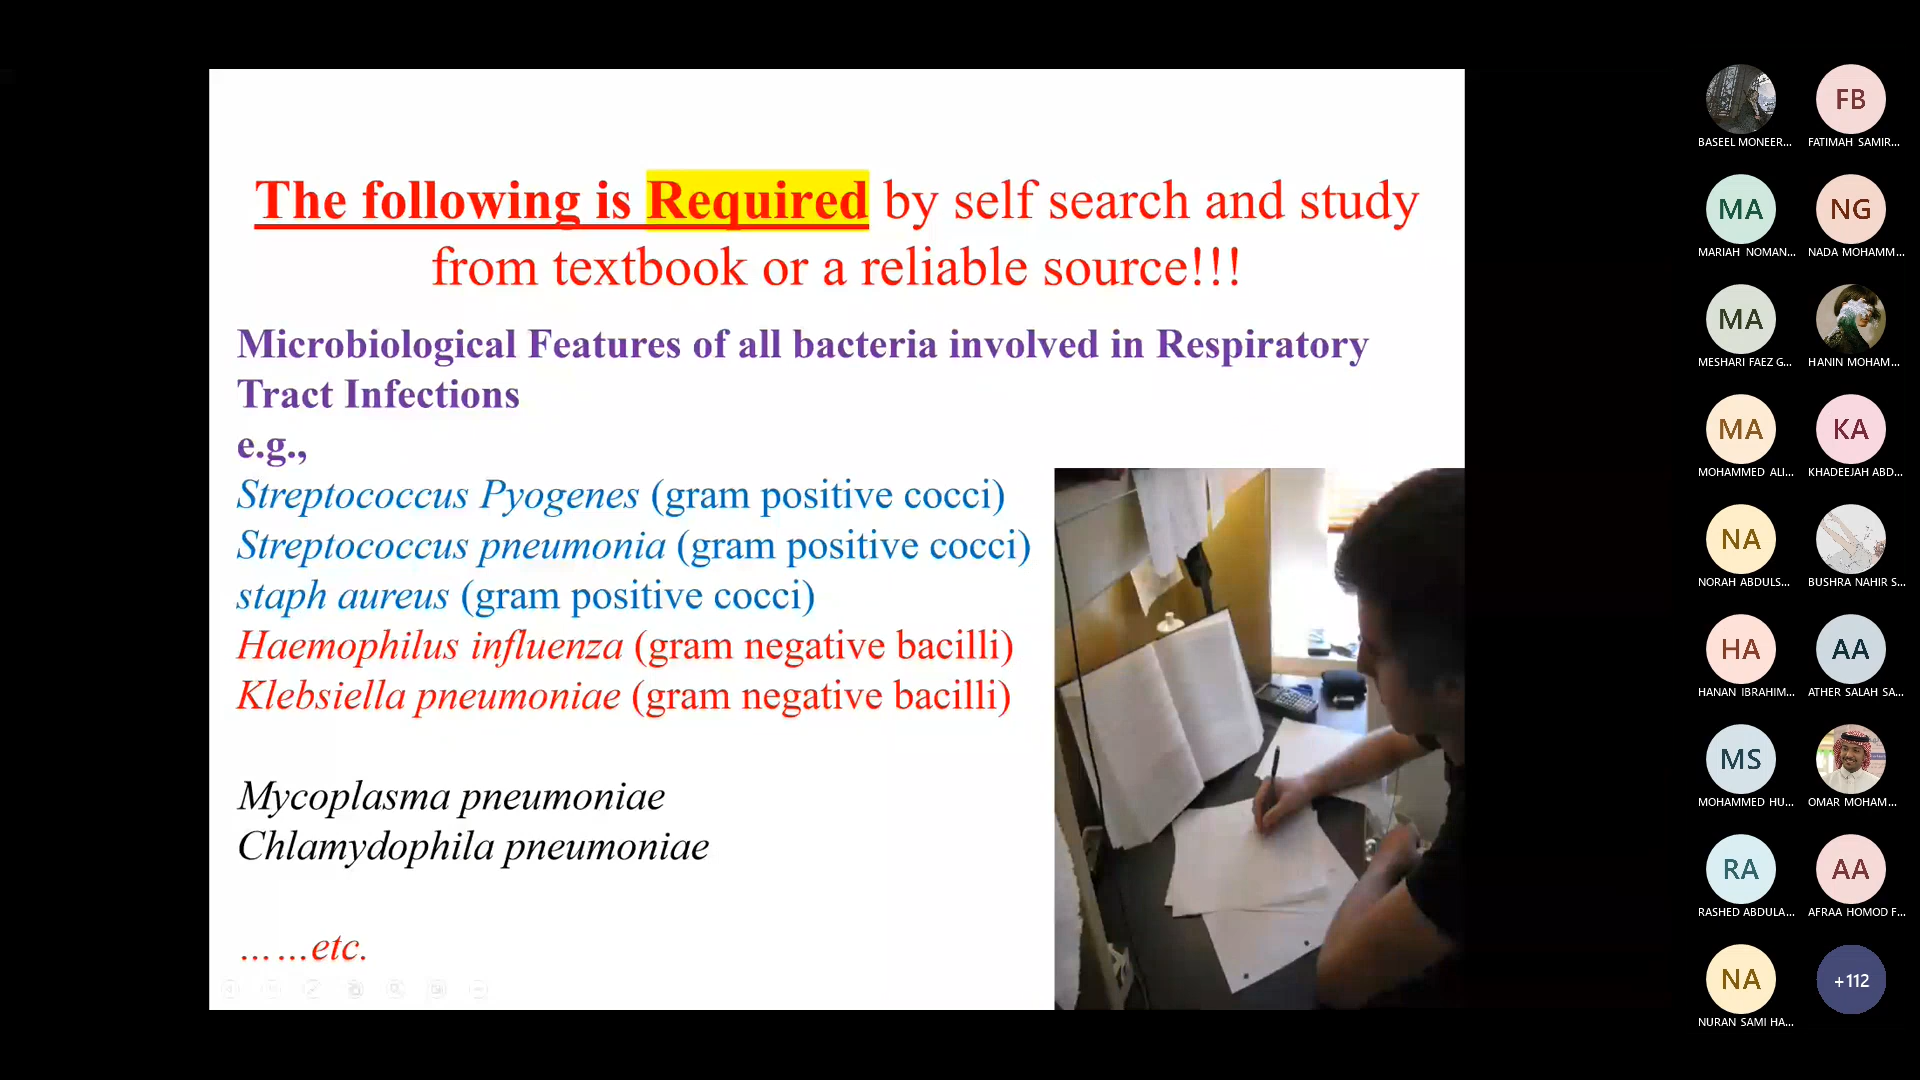 The following is Required by self search and study
from textbook or a reliable source!!!
Microbiological Features of all bacteria involved in Respiratory
Tract Infections
e.g.,
Streptococcus Pyogenes (gram positive cocci)
Streptococcus pneumonia (gram positive cocci)
staph aureus (gram positive cocci)
Haemophilus influenza (gram negative bacilli)
Klebsiella pneumoniae (gram negative bacilli)
Mycoplasma pneumoniae
Chlamydophila pneumoniae
……etc.
FB
BASEEL MONEER...
FATIMAH SAMIR...
MA
NG
MARIAH NOMAN...
NADA MOHAMM...
MA
MESHARI FAEZ G...
HANIN MOHAM...
MA
KA
MOHAMMED ALI...
KHADEEJAH ABD...
NA
NORAH ABDULS...
BUSHRA NAHIR S...
HA
AA
HANAN IBRAHIM...
ATHER SALAH SA...
MS
MOHAMMED HU...
OMAR MOHAM...
RA
AA
RASHED ABDULA...
AFRAA HOMOD F...
NA
+112
NURAN SAMI HA...